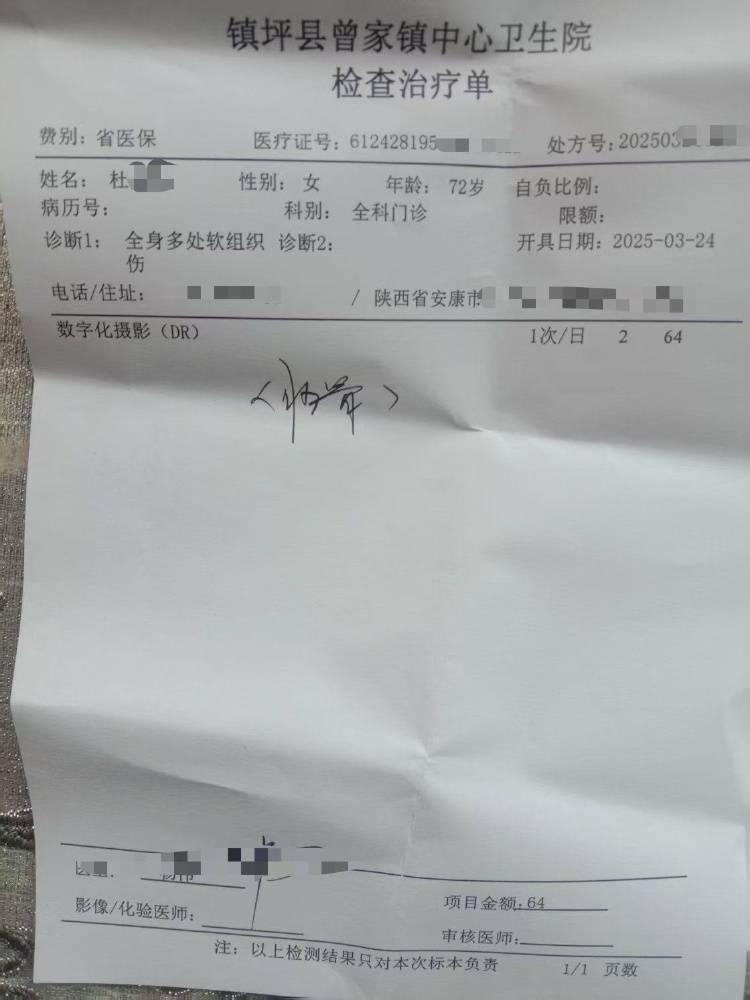 镇坪县曾家镇中心卫生院
检查治疗单
费别: 省医保 医疗证号: 612428195 处方号: 202503
姓名: 杜 性别: 女 年龄: 72岁 自负比例:
病历号: 科别: 全科门诊 限额:
诊断1: 全身多处软组织 诊断2: 开具日期: 2025-03-24
伤
电话/住址: / 陕西省安康市
数字化摄影(DR) 1次/日 2 64
影像/化验医师: 项目金额:64
审核医师:
注: 以上检测结果只对本次标本负责 1/1 页数